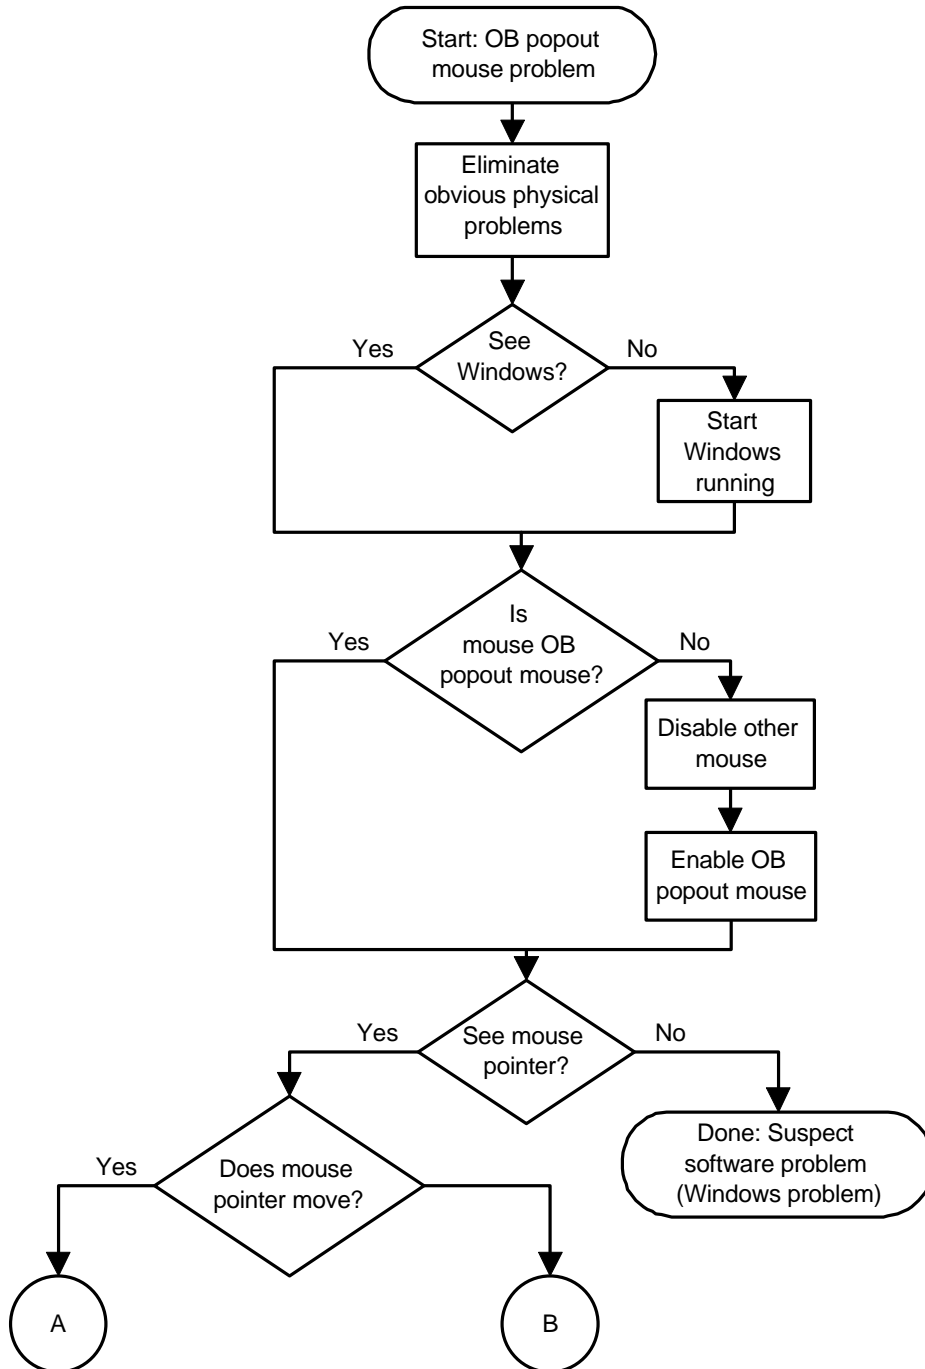 Start: OB popout
mouse problem
Eliminate
obvious physical
problems
Yes
See
Windows?
No
Start
Windows
running
Yes
Is
mouse OB
popout mouse?
No
Disable other
mouse
Enable OB
popout mouse
Yes
See mouse
pointer?
No
Done: Suspect
software problem
(Windows problem)
Yes
Does mouse
pointer move?
A
B